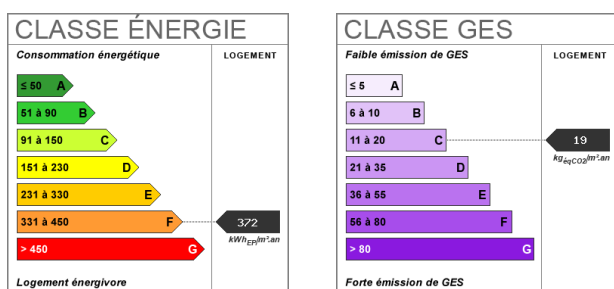 CLASSE ÉNERGIE
Consommation énergétique
LOGEMENT
≤ 50 A
51 à 90 B
91 à 150 C
151 à 230 D
231 à 330 E
331 à 450 F
372
kWhEP/m².an
> 450 G
Logement énergivore
CLASSE GES
Faible émission de GES
LOGEMENT
≤ 5 A
6 à 10 B
11 à 20 C
19
kgéqCO2/m².an
21 à 35 D
36 à 55 E
56 à 80 F
> 80 G
Forte émission de GES